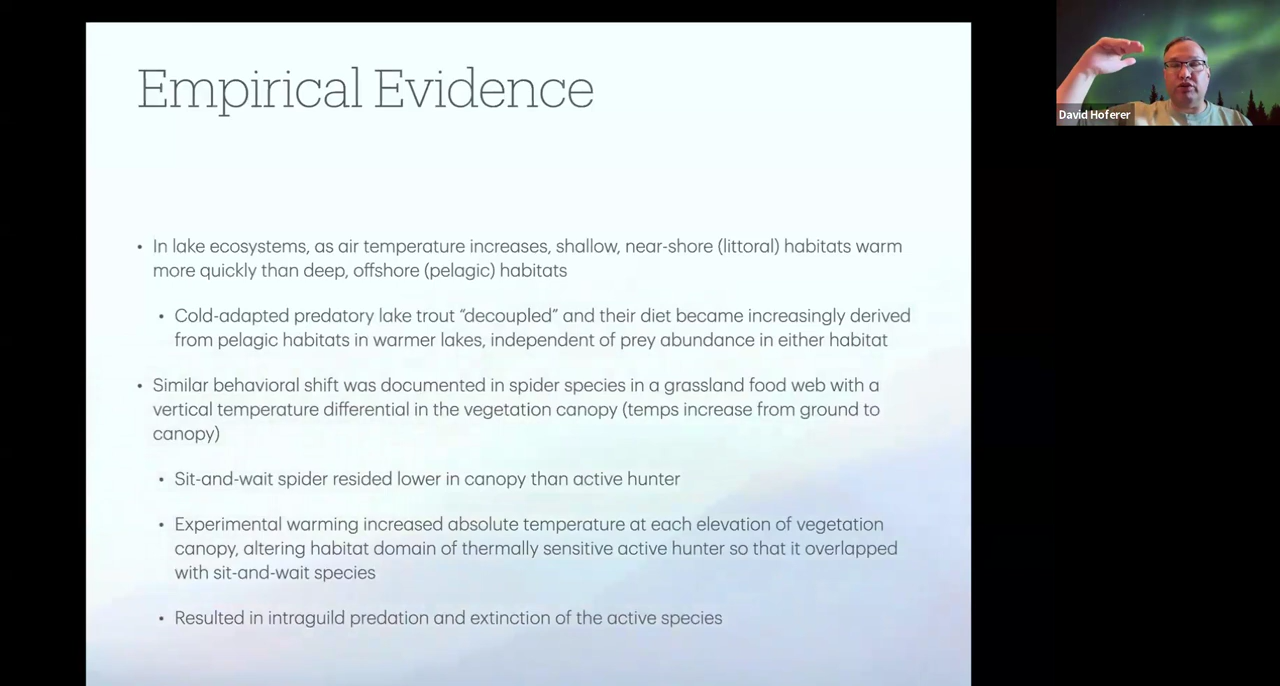 Empirical Evidence
David Hoferer
• In lake ecosystems, as air temperature increases, shallow, near-shore (littoral) habitats warm
more quickly than deep, offshore (pelagic) habitats
• Cold-adapted predatory lake trout “decoupled” and their diet became increasingly derived
from pelagic habitats in warmer lakes, independent of prey abundance in either habitat
• Similar behavioral shift was documented in spider species in a grassland food web with a
vertical temperature differential in the vegetation canopy (temps increase from ground to
canopy)
• Sit-and-wait spider resided lower in canopy than active hunter
• Experimental warming increased absolute temperature at each elevation of vegetation
canopy, altering habitat domain of thermally sensitive active hunter so that it overlapped
with sit-and-wait species
• Resulted in intraguild predation and extinction of the active species